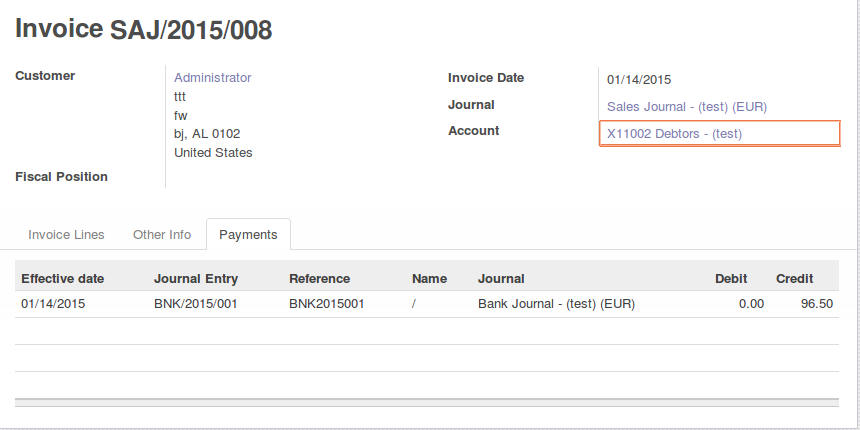 Invoice SAJ/2015/008
Customer
Administrator
ttt
fw
bj, AL 0102
United States
Fiscal Position
Invoice Date 01/14/2015
Journal Sales Journal - (test) (EUR)
Account X11002 Debtors - (test)
Invoice Lines Other Info Payments
Effective date Journal Entry Reference Name Journal Debit Credit
01/14/2015 BNK/2015/001 BNK2015001 / Bank Journal - (test) (EUR) 0.00 96.50